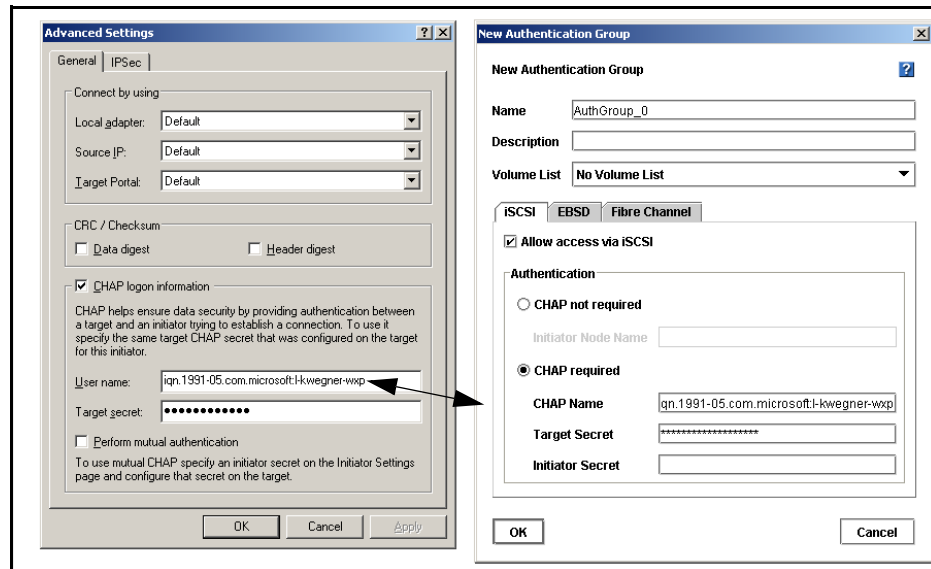 Advanced Settings
General
IPSec
Connect by using
Local adapter:
Default
Source IP:
Default
Target Portal:
Default
CRC / Checksum
Data digest
Header digest
CHAP logon information
CHAP helps ensure data security by providing authentication between
a target and an initiator trying to establish a connection. To use it
specify the same target CHAP secret that was configured on the target
for this initiator.
User name:
iqn.1991-05.com.microsoft:l-kwegner-wxp
Target secret:
●●●●●●●●●●●●
Perform mutual authentication
To use mutual CHAP specify an initiator secret on the Initiator Settings
page and configure that secret on the target.
OK
Cancel
Apply
New Authentication Group
New Authentication Group
Name
AuthGroup_0
Description
Volume List
No Volume List
iSCSI
EBSD
Fibre Channel
Allow access via iSCSI
Authentication
CHAP not required
Initiator Node Name
CHAP required
CHAP Name
qn.1991-05.com.microsoft:l-kwegner-wxp
Target Secret
*******************
Initiator Secret
OK
Cancel